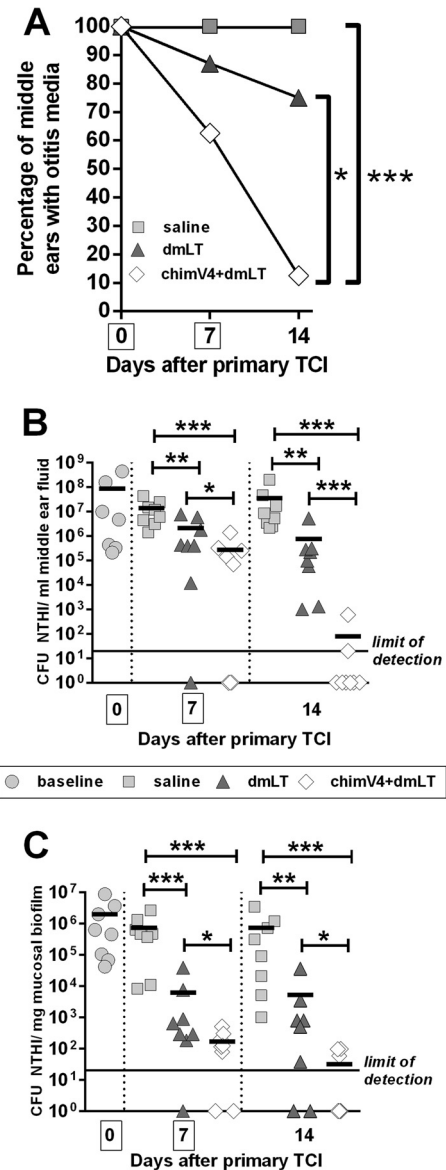 A
Percentage of middle
ears with otitis media
100
90
80
70
60
50
40
30
20
10
0
saline
dmLT
chimV4+dmLT
*
***
0
7
14
Days after primary TCI
B
CFU NTHI/ ml middle ear fluid
10⁹
10⁸
10⁷
10⁶
10⁵
10⁴
10³
10²
10¹
10⁰
***
**
*
***
**
***
limit of
detection
0
7
14
Days after primary TCI
baseline saline dmLT chimV4+dmLT
C
CFU NTHI/ mg mucosal biofilm
10⁷
10⁶
10⁵
10⁴
10³
10²
10¹
10⁰
***
***
*
***
**
*
limit of
detection
0
7
14
Days after primary TCI